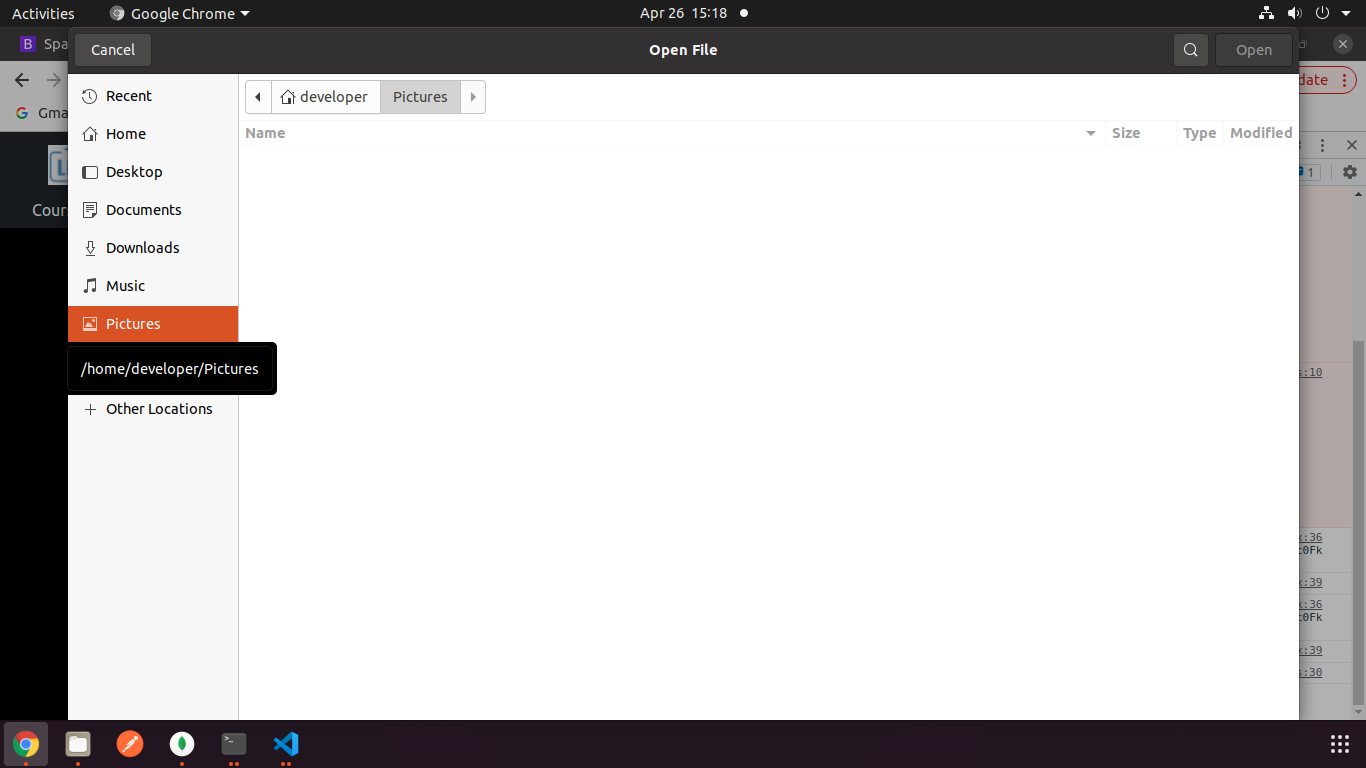 Activities Google Chrome Apr 26 15:18
Spa
Cancel Open File Open
date
Gma
Recent
Home
Desktop
Documents
Downloads
Music
Pictures
/home/developer/Pictures
Other Locations
developer Pictures
Name Size Type Modified
Cours
1
s:10
x:36
c0Fk
x:39
x:36
c0Fk
x:39
s:30